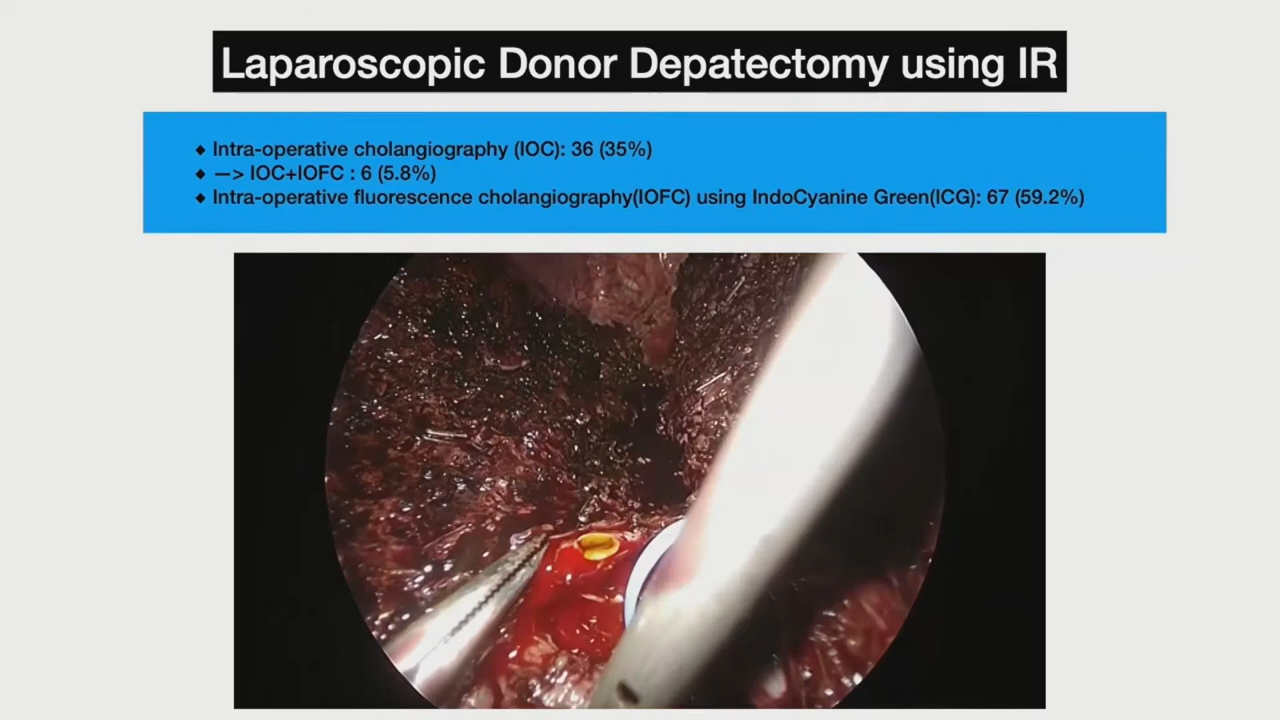 Laparoscopic Donor Depatectomy using IR
◆ Intra-operative cholangiography (IOC): 36 (35%)
◆ —> IOC+IOFC : 6 (5.8%)
◆ Intra-operative fluorescence cholangiography(IOFC) using IndoCyanine Green(ICG): 67 (59.2%)